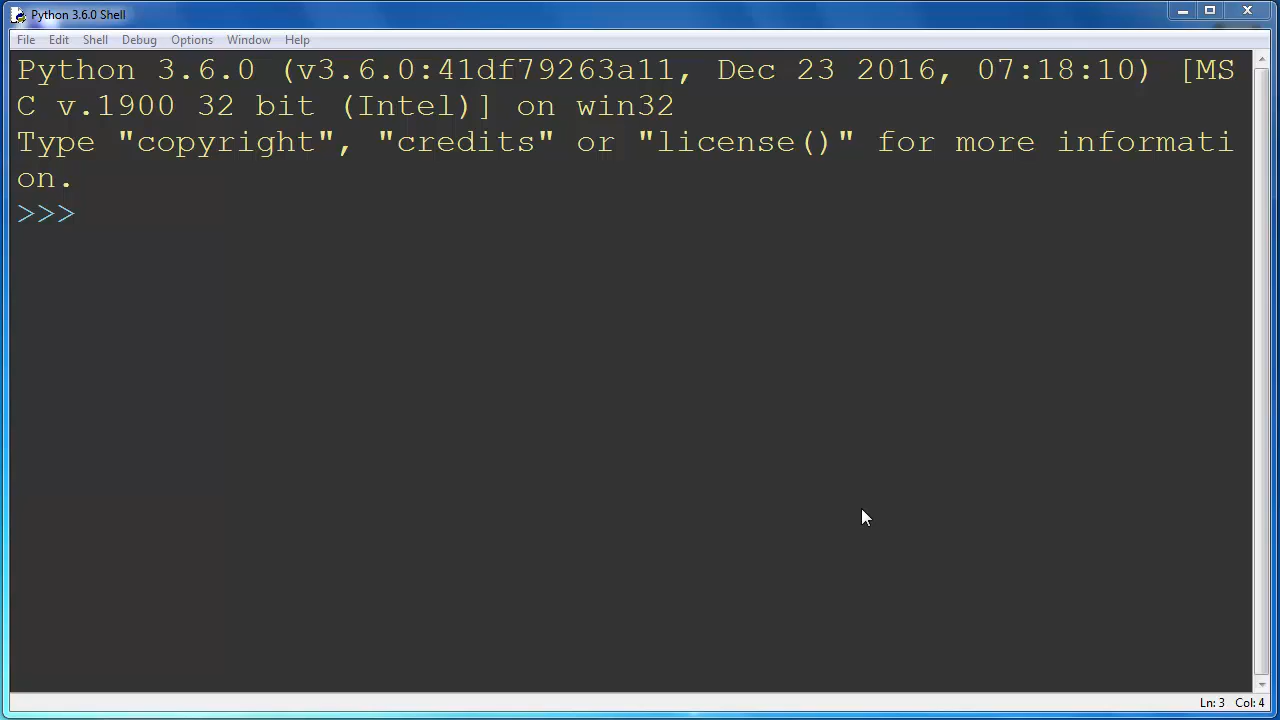 Python 3.6.0 Shell
File Edit Shell Debug Options Window Help
Python 3.6.0 (v3.6.0:41df79263a11, Dec 23 2016, 07:18:10) [MS
C v.1900 32 bit (Intel)] on win32
Type "copyright", "credits" or "license()" for more informati
on.
>>>
Ln: 3 Col: 4